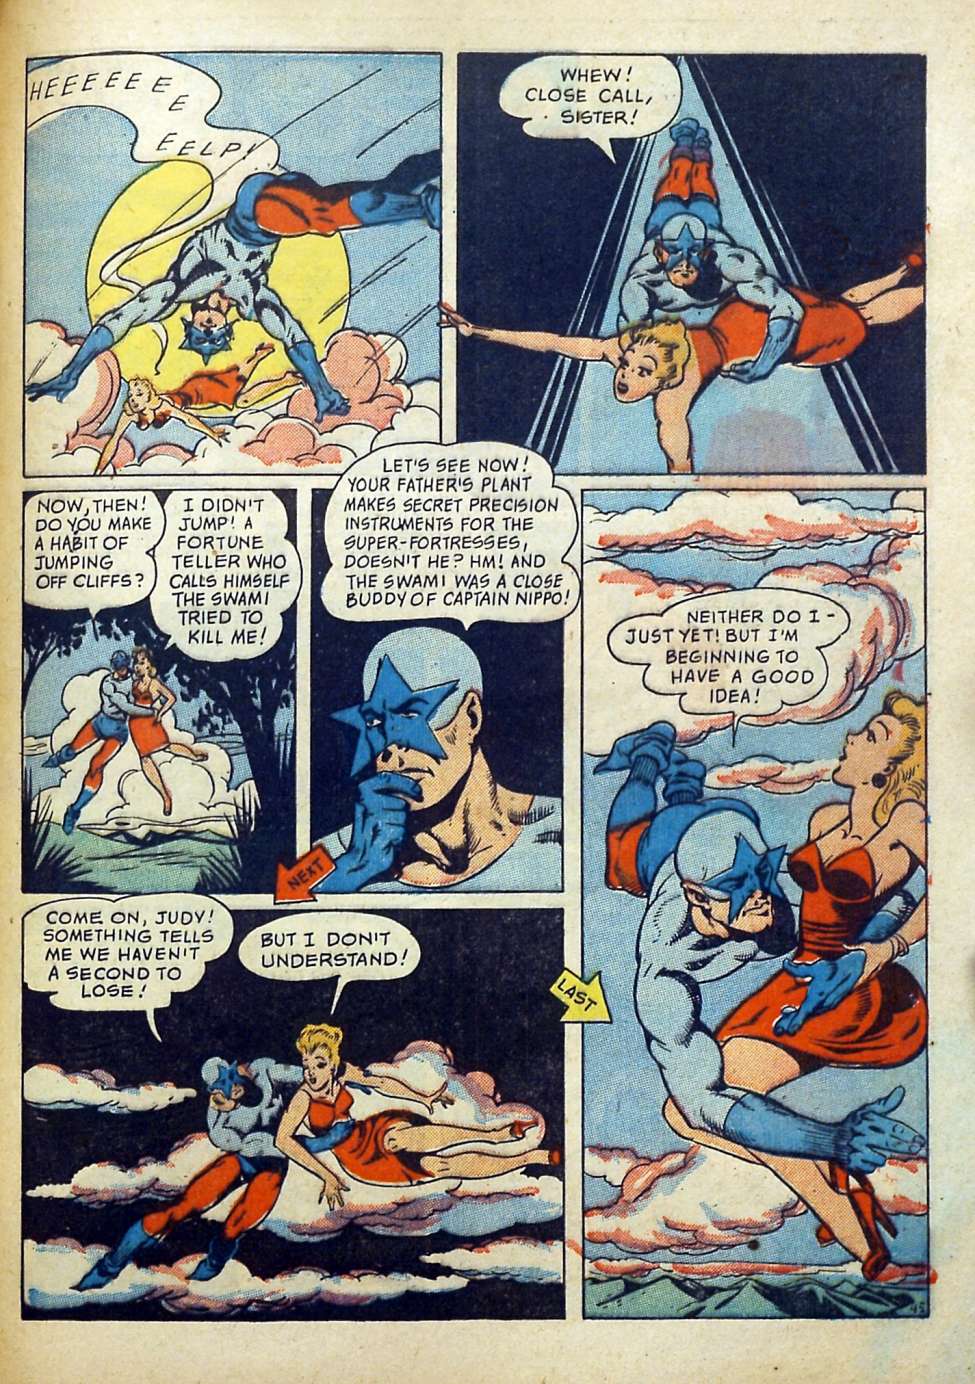 HEEEEEE E
E
EELP!
WHEW!
CLOSE CALL,
SISTER!
NOW, THEN!
DO YOU MAKE
A HABIT OF
JUMPING
OFF CLIFFS?
I DIDN'T
JUMP! A
FORTUNE
TELLER WHO
CALLS HIMSELF
THE SWAMI
TRIED TO
KILL ME!
LET'S SEE NOW!
YOUR FATHER'S PLANT
MAKES SECRET PRECISION
INSTRUMENTS FOR THE
SUPER-FORTRESSES,
DOESN'T HE? HM! AND
THE SWAMI WAS A CLOSE
BUDDY OF CAPTAIN NIPPO!
NEXT
COME ON, JUDY!
SOMETHING TELLS
ME WE HAVEN'T
A SECOND TO
LOSE!
BUT I DON'T
UNDERSTAND!
LAST
NEITHER DO I -
JUST YET! BUT I'M
BEGINNING TO
HAVE A GOOD
IDEA!